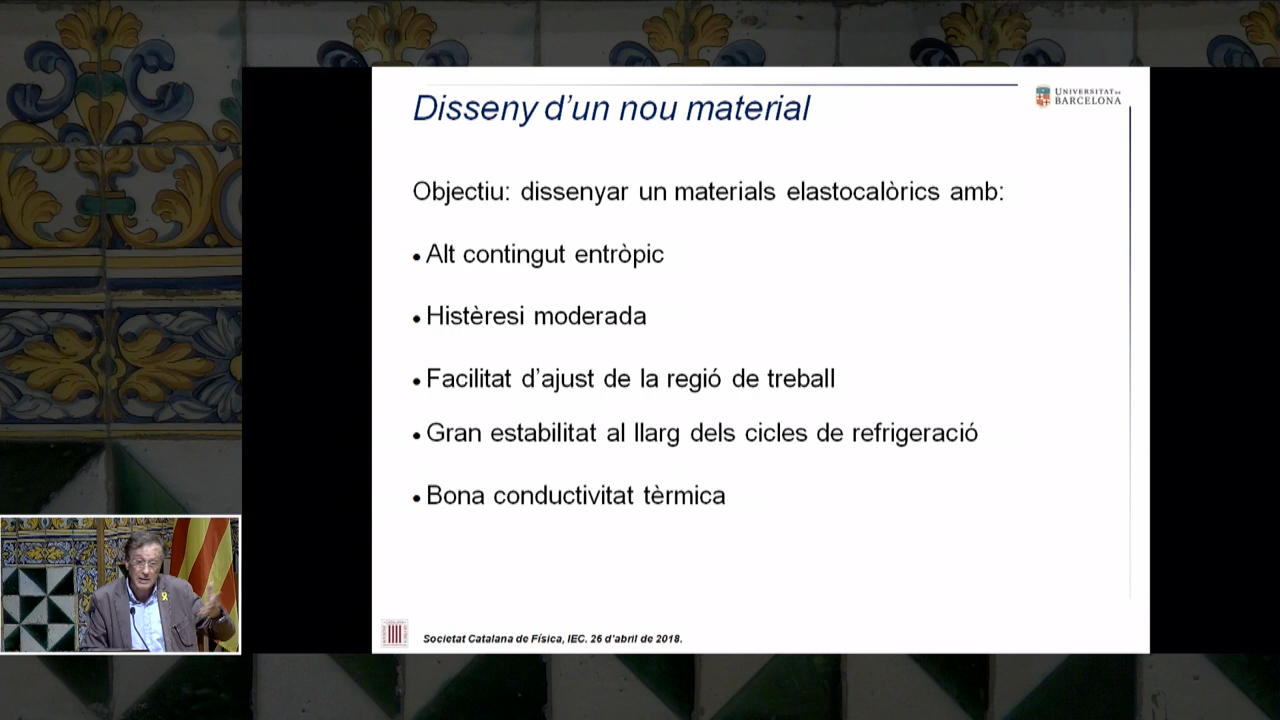 Disseny d’un nou material
UNIVERSITAT DE
BARCELONA
Objectiu: dissenyar un materials elastocalòrics amb:
• Alt contingut entròpic
• Histèresi moderada
• Facilitat d’ajust de la regió de treball
• Gran estabilitat al llarg dels cicles de refrigeració
• Bona conductivitat tèrmica
Societat Catalana de Física, IEC. 26 d’abril de 2018.